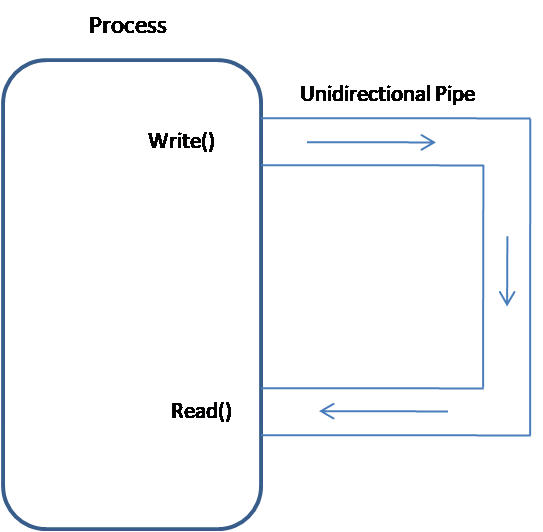 Process
Unidirectional Pipe
Write()
Read()